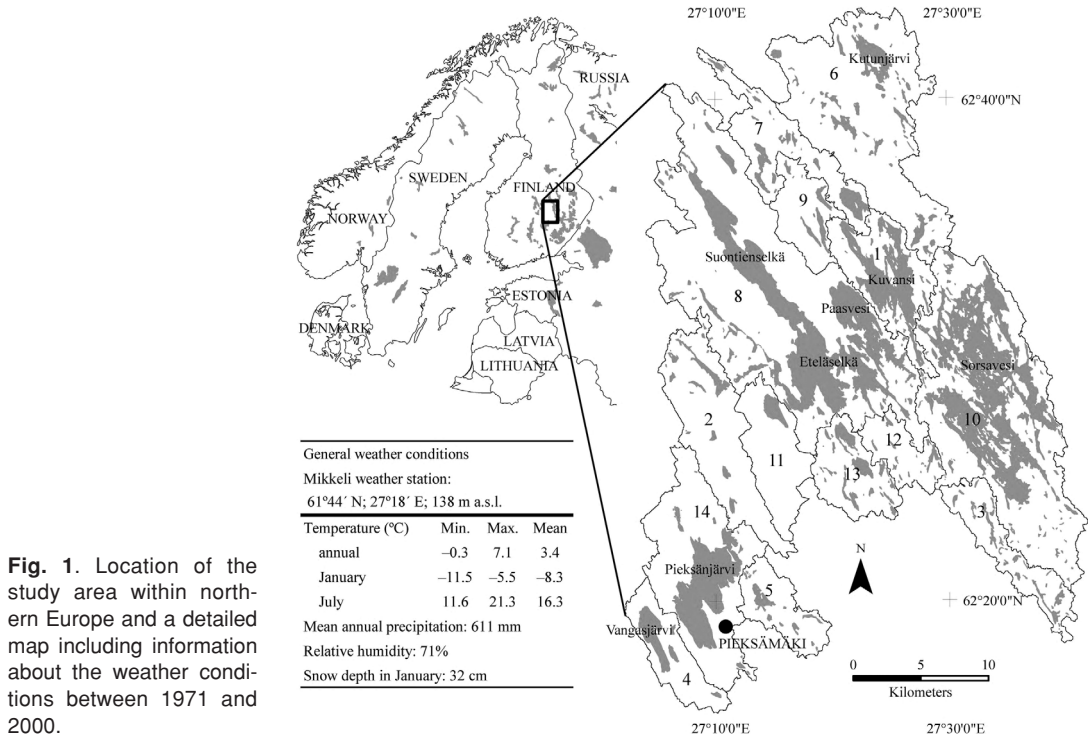 27°10'0"E
27°30'0"E
RUSSIA
Kutunjärvi
6
62°40'0"N
7
SWEDEN
FINLAND
9
NORWAY
Suontienselkä
1
Kuvansi
8
Paasvesi
ESTONIA
DENMARK
LATVIA
Eteläselkä
Sorsavesi
LITHUANIA
2
10
12
11
13
General weather conditions
Mikkeli weather station:
61º44´ N; 27º18´ E; 138 m a.s.l.
Temperature (ºC) Min. Max. Mean
annual –0.3 7.1 3.4
January –11.5 –5.5 –8.3
July 11.6 21.3 16.3
Mean annual precipitation: 611 mm
Relative humidity: 71%
Snow depth in January: 32 cm
14
3
N
Pieksänjärvi
5
62°20'0"N
Vangasjärvi
PIEKSÄMÄKI
4
0 5 10
Kilometers
27°10'0"E
27°30'0"E
Fig. 1. Location of the
study area within north-
ern Europe and a detailed
map including information
about the weather condi-
tions between 1971 and
2000.